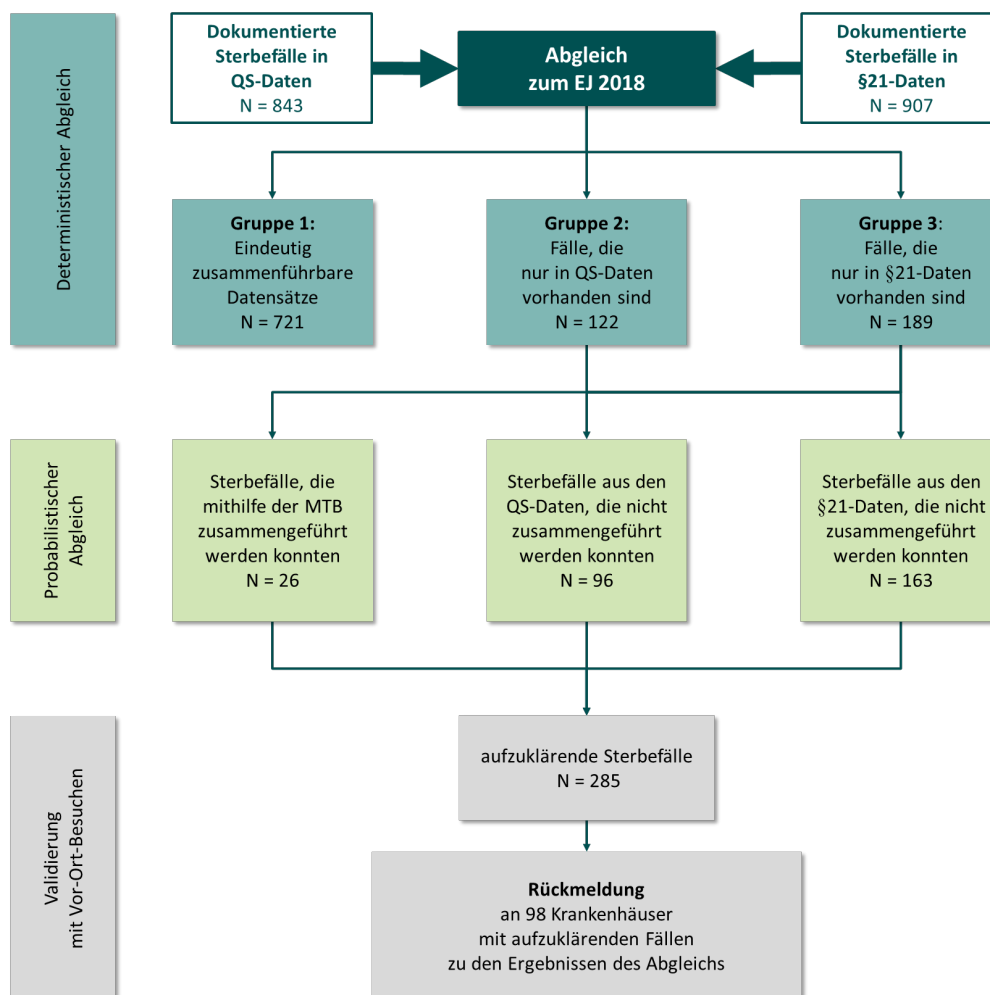 Dokumentierte
Sterbefälle in
QS-Daten
N = 843
Abgleich
zum EJ 2018
Dokumentierte
Sterbefälle in
§21-Daten
N = 907
Deterministischer Abgleich
Gruppe 1:
Eindeutig
zusammenführbare
Datensätze
N = 721
Gruppe 2:
Fälle, die
nur in QS-Daten
vorhanden sind
N = 122
Gruppe 3:
Fälle, die
nur in §21-Daten
vorhanden sind
N = 189
Probabilistischer
Abgleich
Sterbefälle, die
mithilfe der MTB
zusammengeführt
werden konnten
N = 26
Sterbefälle aus den
QS-Daten, die nicht
zusammengeführt
werden konnten
N = 96
Sterbefälle aus den
§21-Daten, die nicht
zusammengeführt
werden konnten
N = 163
Validierung
mit Vor-Ort-Besuchen
aufzuklärende Sterbefälle
N = 285
Rückmeldung
an 98 Krankenhäuser
mit aufzuklärenden Fällen
zu den Ergebnissen des Abgleichs